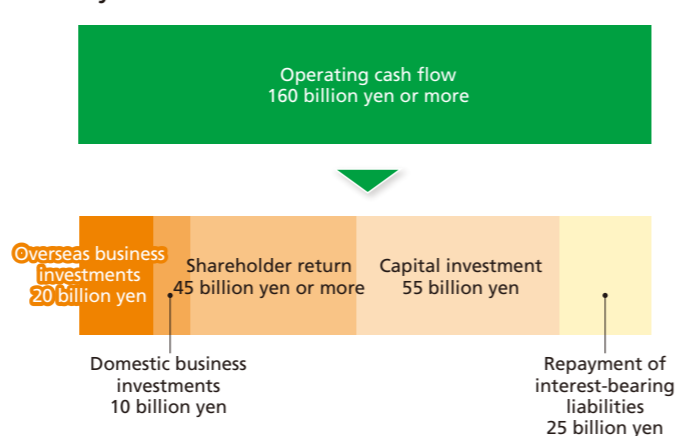 Operating cash flow
160 billion yen or more
Overseas business
investments
20 billion yen
Shareholder return
45 billion yen or more
Capital investment
55 billion yen
Domestic business
investments
10 billion yen
Repayment of
interest-bearing
liabilities
25 billion yen